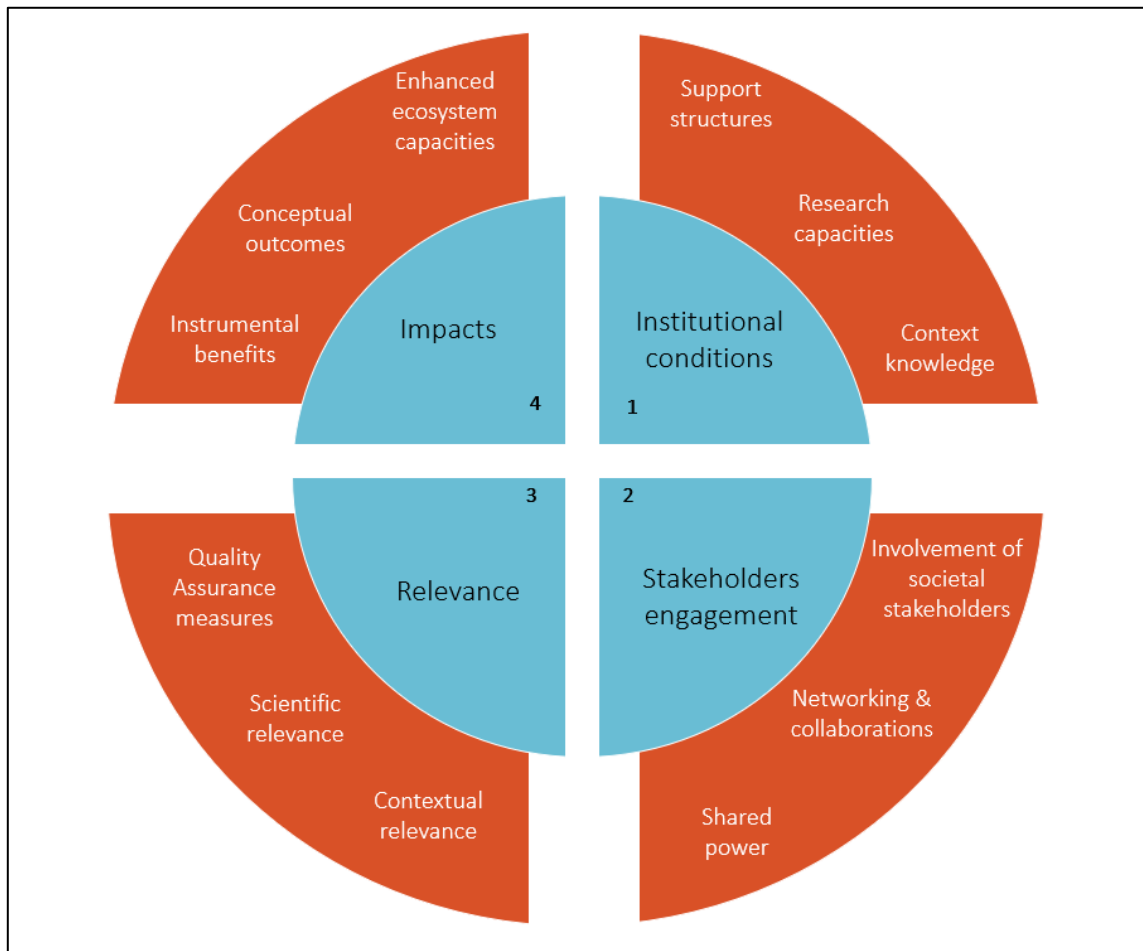 Enhanced
ecosystem
capacities
Conceptual
outcomes
Instrumental
benefits
Impacts
4
Support
structures
Research
capacities
Context
knowledge
Institutional
conditions
1
3
Relevance
Quality
Assurance
measures
Scientific
relevance
Contextual
relevance
2
Stakeholders
engagement
Involvement of
societal
stakeholders
Networking &
collaborations
Shared
power